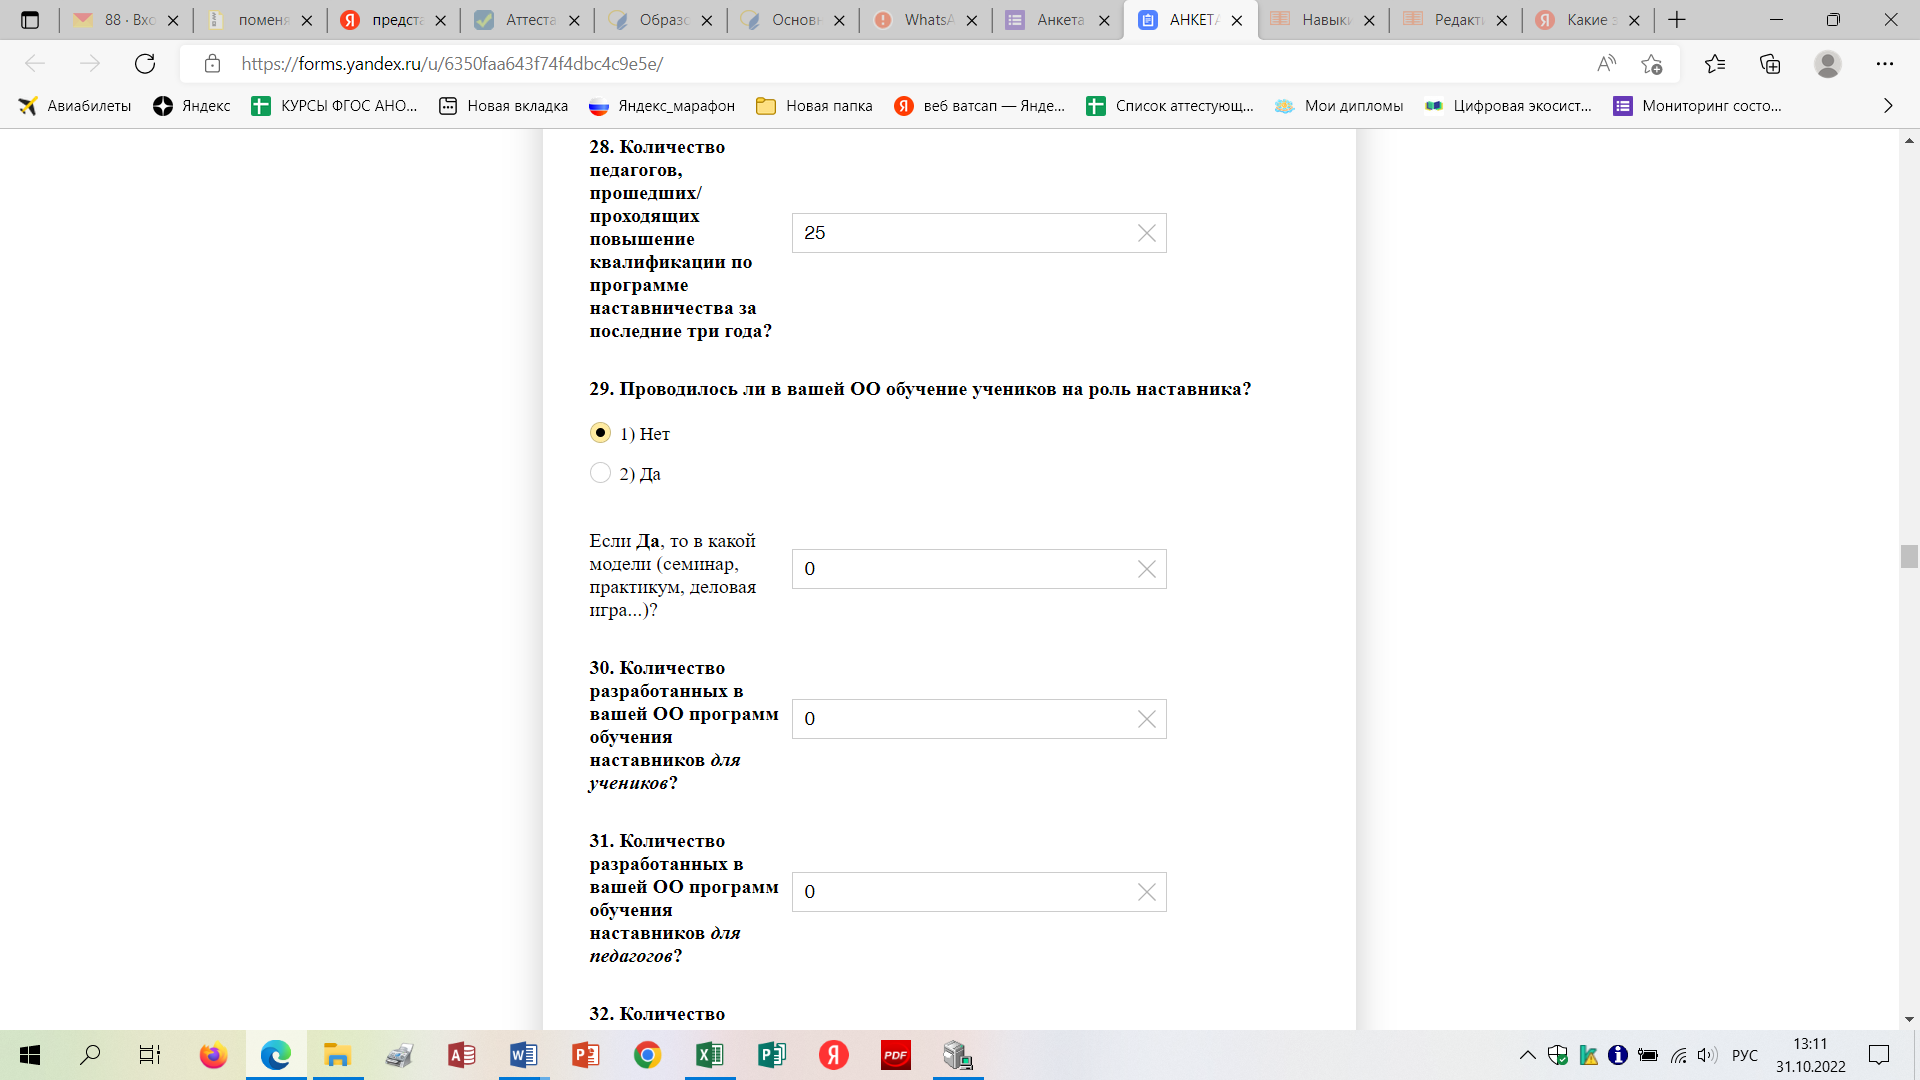 88 · Вхо
поменя
предста
Аттеста
Образо
Основн
WhatsA
Анкета
АНКЕТА
Навыки
Редакти
Какие з
https://forms.yandex.ru/u/6350faa643f74f4dbc4c9e5e/
Авиабилеты
Яндекс
КУРСЫ ФГОС АНО...
Новая вкладка
Яндекс_марафон
Новая папка
веб ватсап — Янде...
Список аттестующ...
Мои дипломы
Цифровая экосист...
Мониторинг состо...
28. Количество
педагогов,
прошедших/
проходящих
повышение
квалификации по
программе
наставничества за
последние три года?
25
29. Проводилось ли в вашей ОО обучение учеников на роль наставника?
1) Нет
2) Да
Если Да, то в какой
модели (семинар,
практикум, деловая
игра...)?
0
30. Количество
разработанных в
вашей ОО программ
обучения
наставников для
учеников?
0
31. Количество
разработанных в
вашей ОО программ
обучения
наставников для
педагогов?
0
32. Количество
PDF
РУС
13:11
31.10.2022